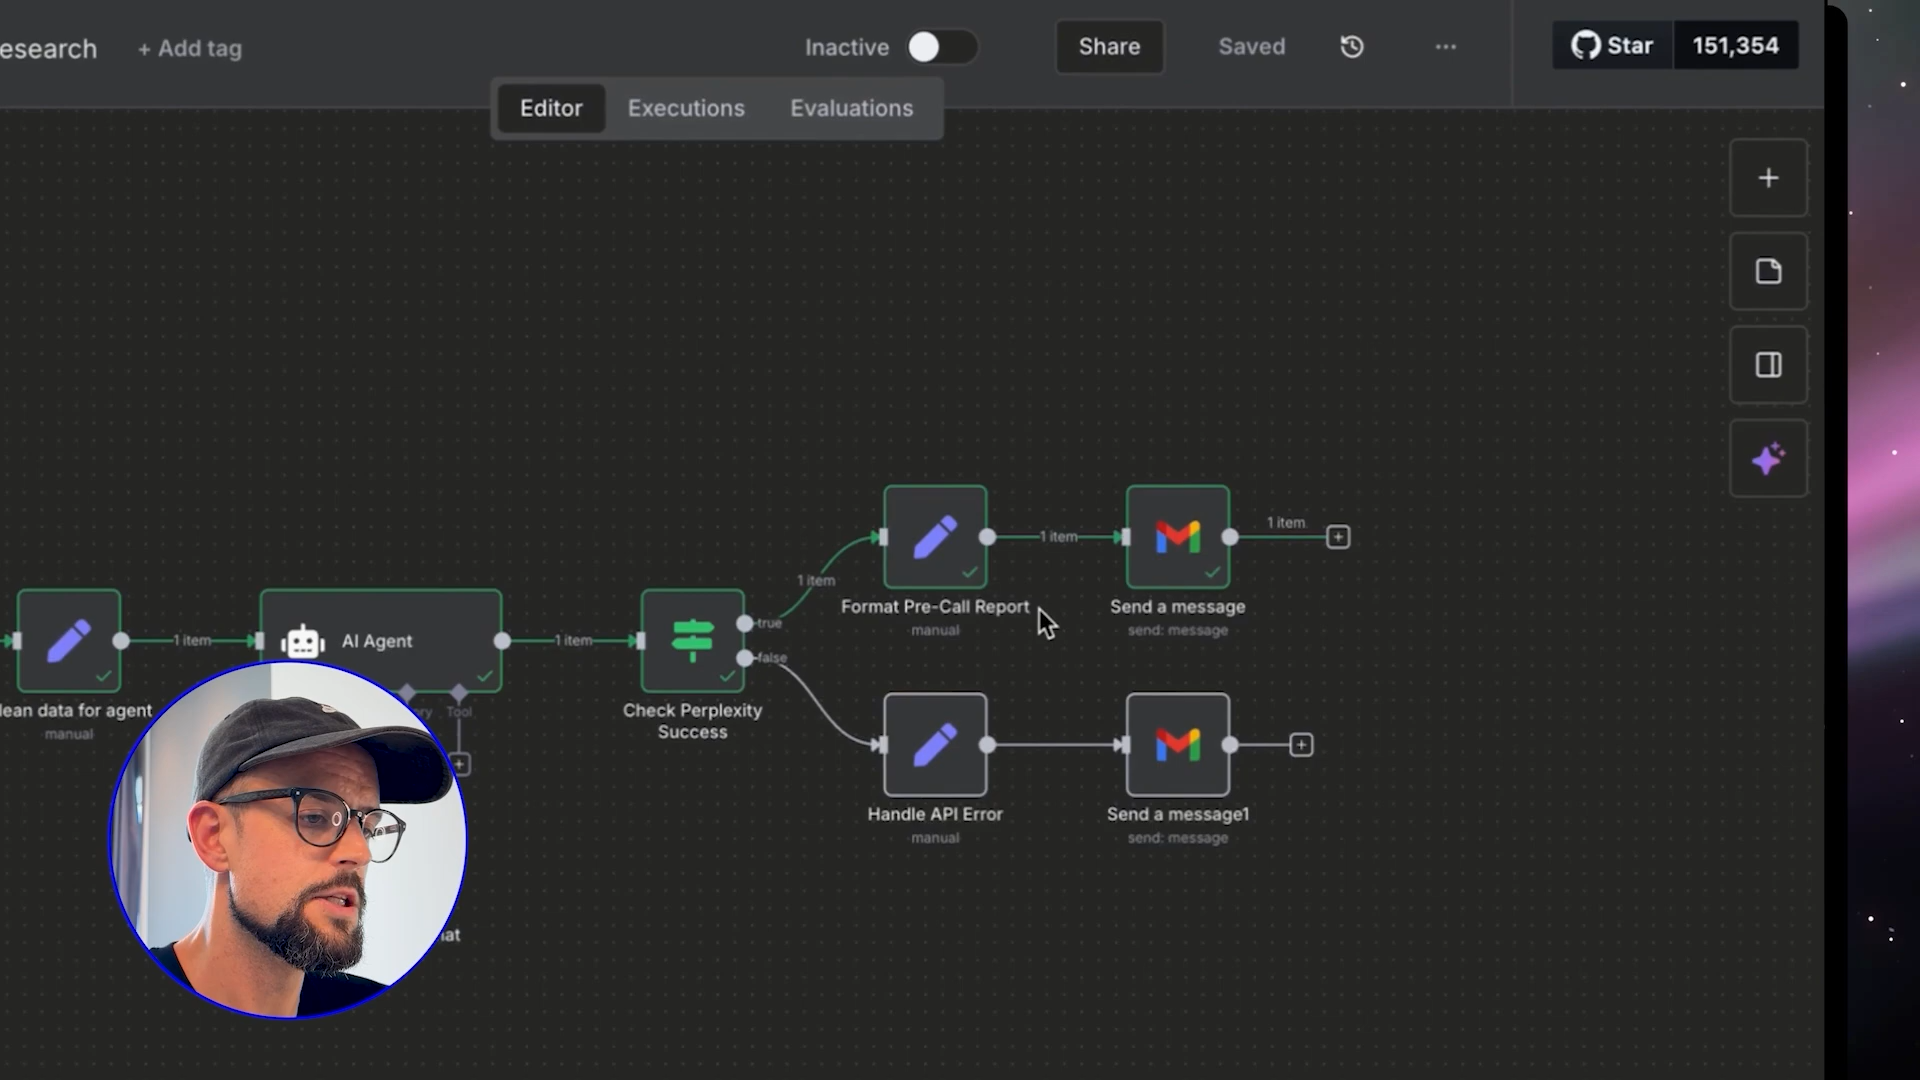 esearch
+ Add tag
Inactive
Share
Saved
Star
151,354
Editor
Executions
Evaluations
1 item
1 item
1 item
Format Pre-Call Report
manual
Send a message
send: message
1 item
AI Agent
1 item
true
false
lean data for agent
manual
ry
Tool
Check Perplexity
Success
Handle API Error
manual
Send a message1
send: message
at